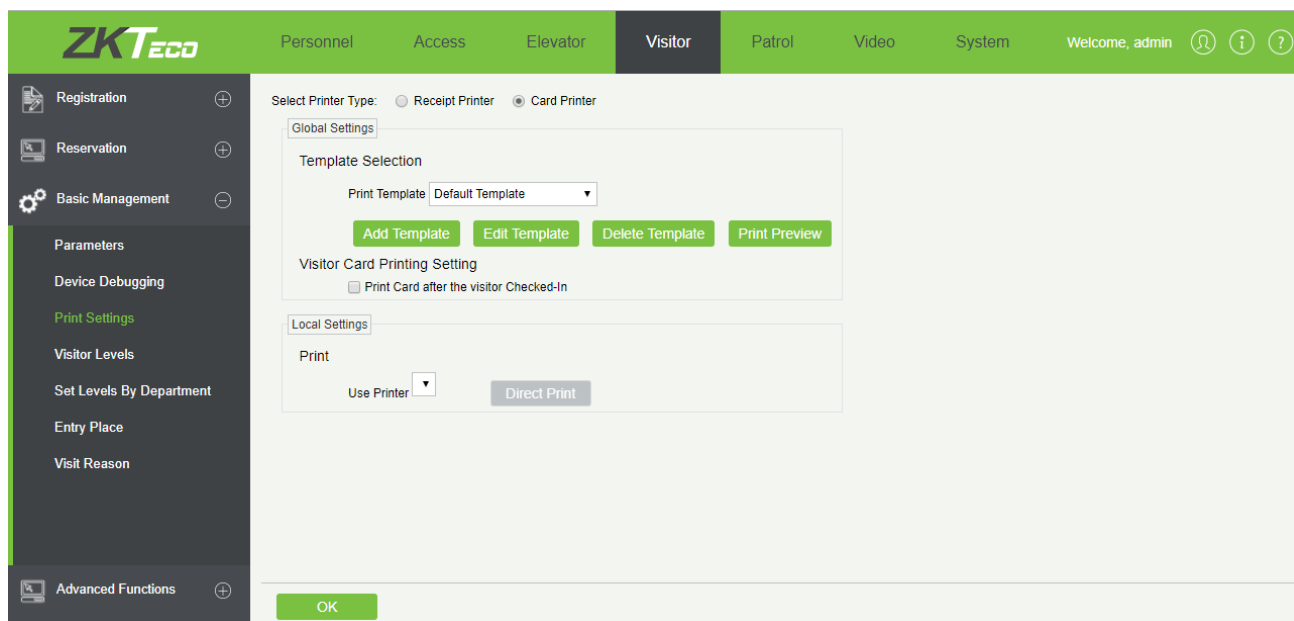 ZKTeco Personnel Access Elevator Visitor Patrol Video System Welcome, admin
Registration
Reservation
Basic Management
Parameters
Device Debugging
Print Settings
Visitor Levels
Set Levels By Department
Entry Place
Visit Reason
Advanced Functions
Select Printer Type: Receipt Printer Card Printer
Global Settings
Template Selection
Print Template Default Template
Add Template Edit Template Delete Template Print Preview
Visitor Card Printing Setting
Print Card after the visitor Checked-In
Local Settings
Print
Use Printer Direct Print
OK